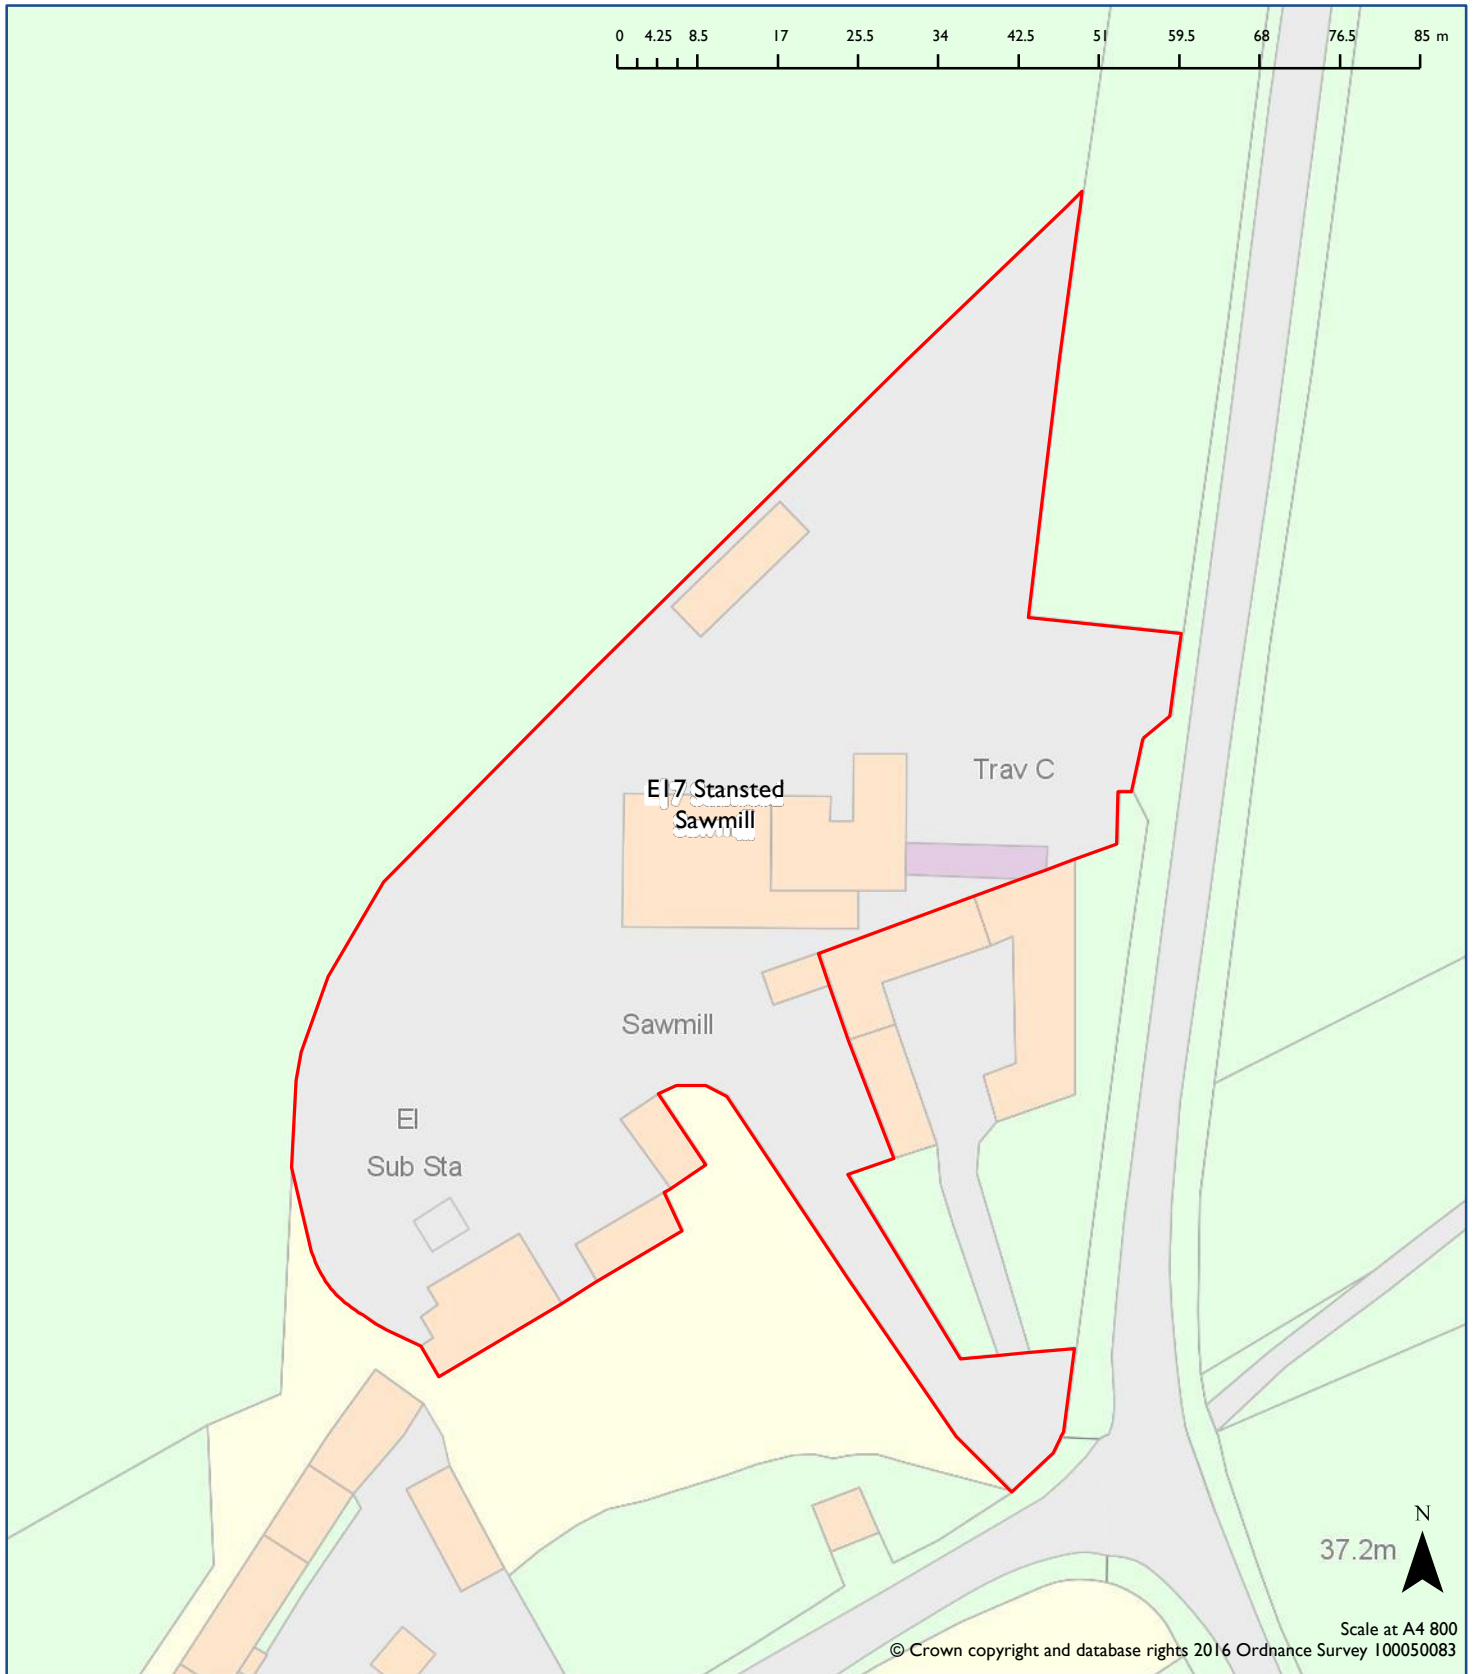 0 4.25 8.5 17 25.5 34 42.5 51 59.5 68 76.5 85 m
Trav C
E17 Stansted
Sawmill
Sawmill
El
Sub Sta
N
37.2m
Scale at A4 800
© Crown copyright and database rights 2016 Ordnance Survey 100050083